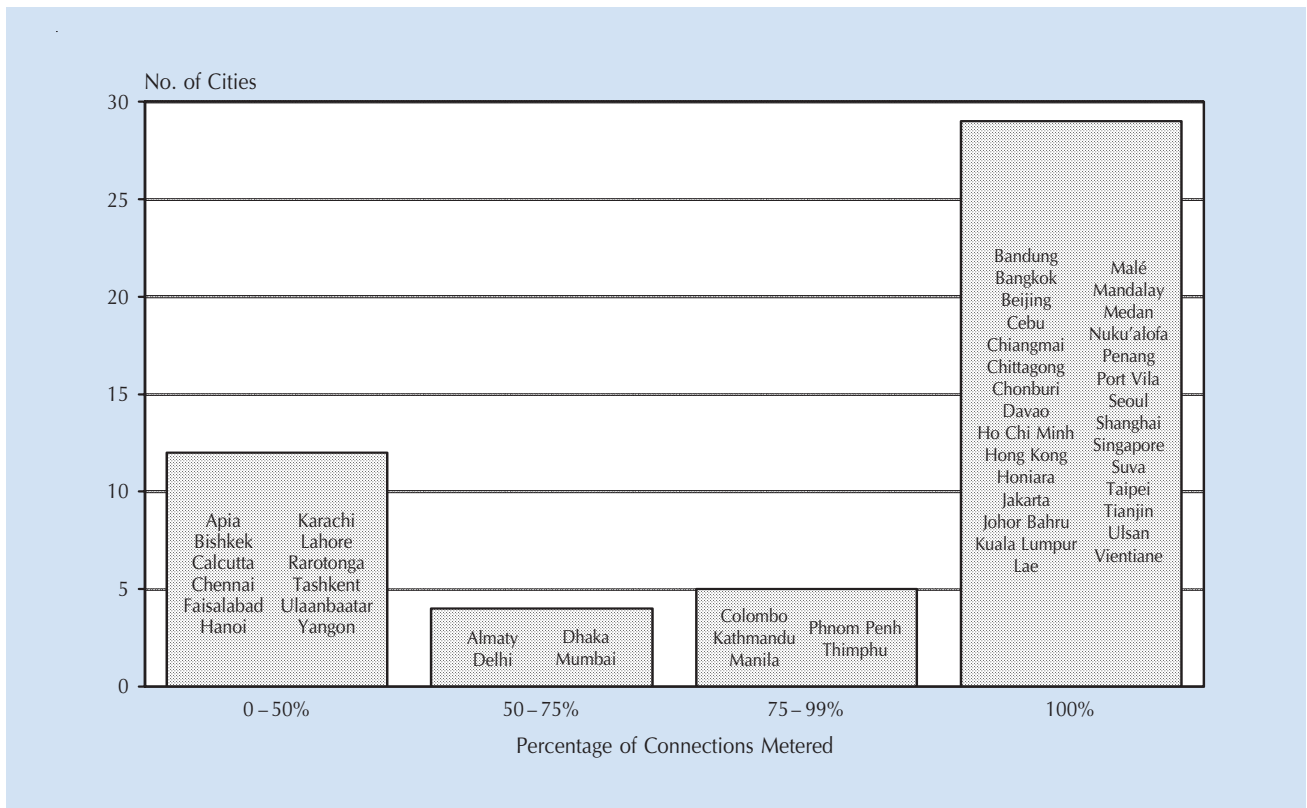 No. of Cities
30
25
20
15
10
5
0
Apia
Bishkek
Calcutta
Chennai
Faisalabad
Hanoi
Karachi
Lahore
Rarotonga
Tashkent
Ulaanbaatar
Yangon
Almaty
Delhi
Dhaka
Mumbai
Colombo
Kathmandu
Manila
Phnom Penh
Thimphu
Bandung
Bangkok
Beijing
Cebu
Chiangmai
Chittagong
Chonburi
Davao
Ho Chi Minh
Hong Kong
Honiara
Jakarta
Johor Bahru
Kuala Lumpur
Lae
Malé
Mandalay
Medan
Nuku’alofa
Penang
Port Vila
Seoul
Shanghai
Singapore
Suva
Taipei
Tianjin
Ulsan
Vientiane
0–50%
50–75%
75–99%
100%
Percentage of Connections Metered